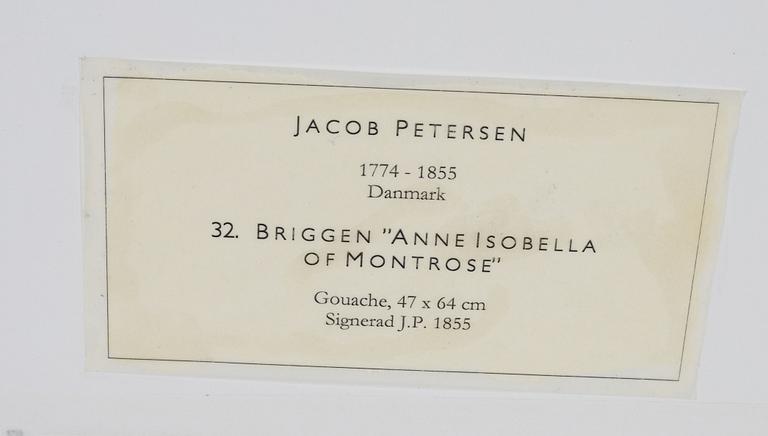 JACOB PETERSEN
1774 - 1855
Danmark
32. BRIGGEN "ANNE ISOBELLA
OF MONTROSE"
Gouache, 47 x 64 cm
Signerad J.P. 1855